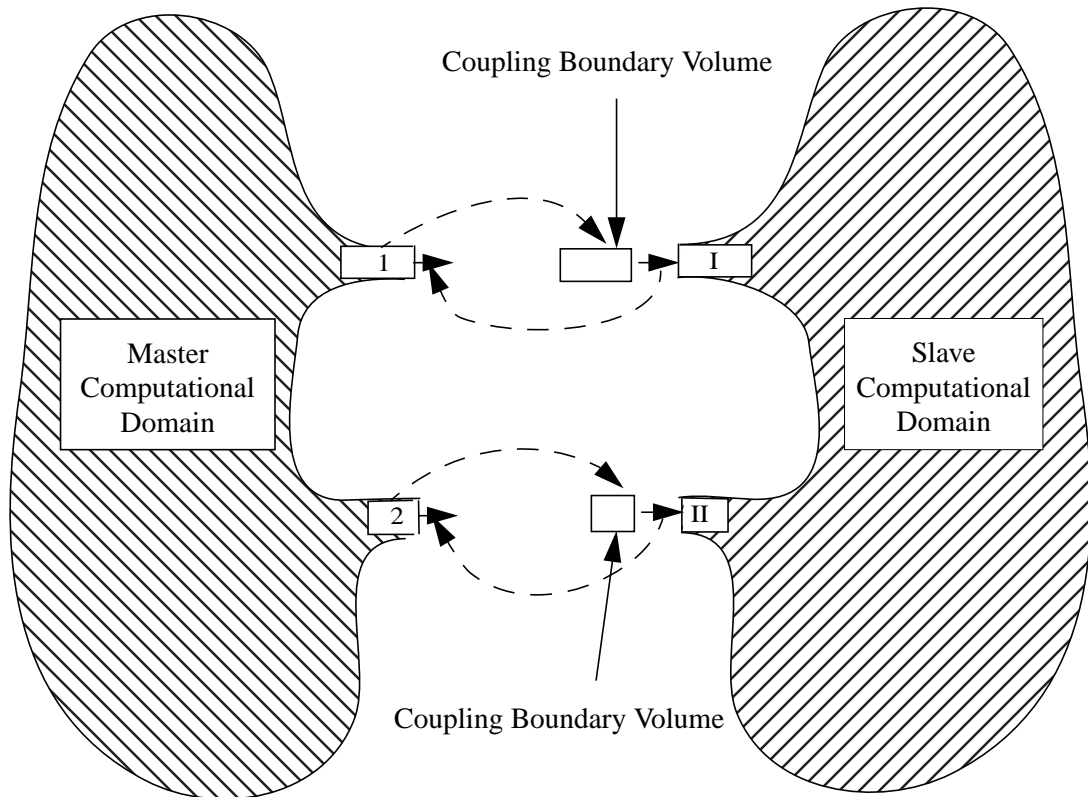 Coupling Boundary Volume
1
I
Master
Computational
Domain
Slave
Computational
Domain
2
II
Coupling Boundary Volume